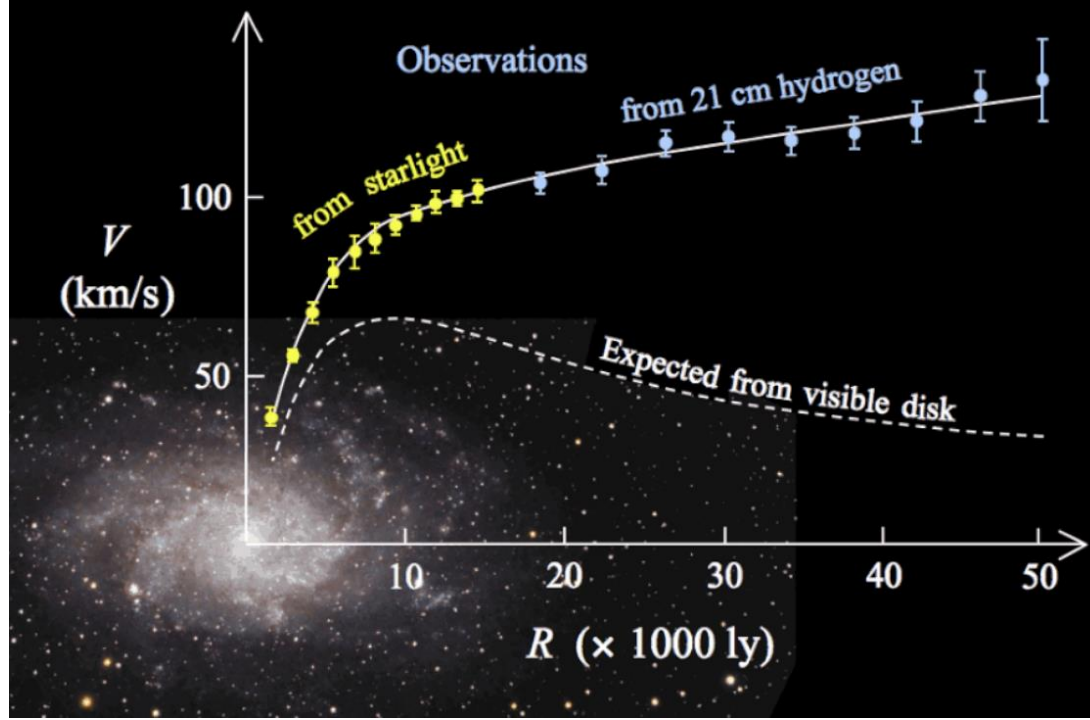 Observations
from 21 cm hydrogen
from starlight
100
V
(km/s)
50
Expected from visible disk
10
20
30
40
50
R (× 1000 ly)